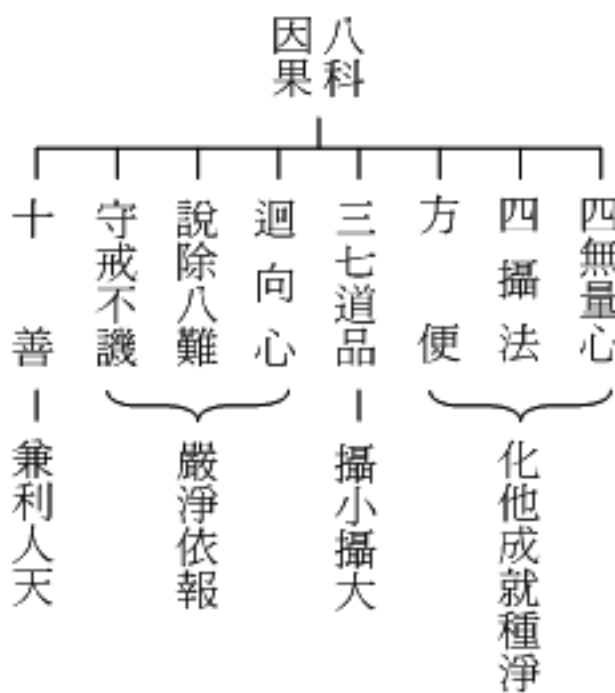 八科
因果
四無量心
四攝法
方便
三七道品
迴向心
說除八難
守戒不譏
十善
化他成就種淨
攝小攝大
嚴淨依報
兼利人天